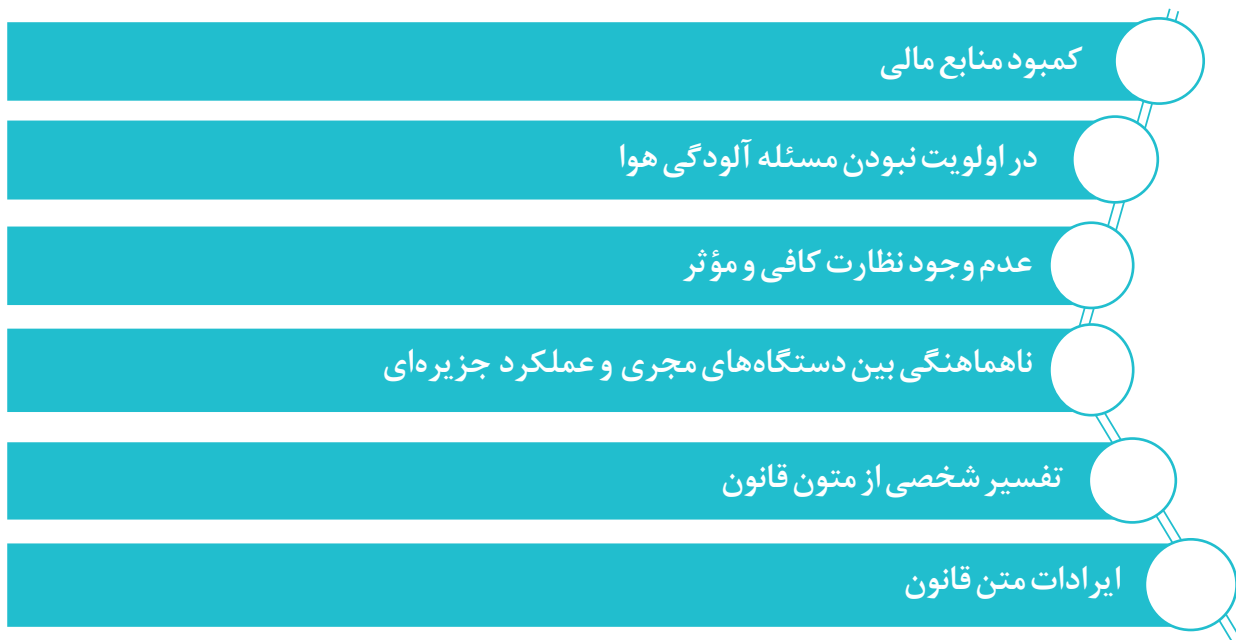 کمبود منابع مالی
در اولویت نبودن مسئله آلودگی هوا
عدم وجود نظارت کافی و مؤثر
ناهماهنگی بین دستگاه‌های مجری و عملکرد جزیره‌ای
تفسیر شخصی از متون قانون
ایرادات متن قانون